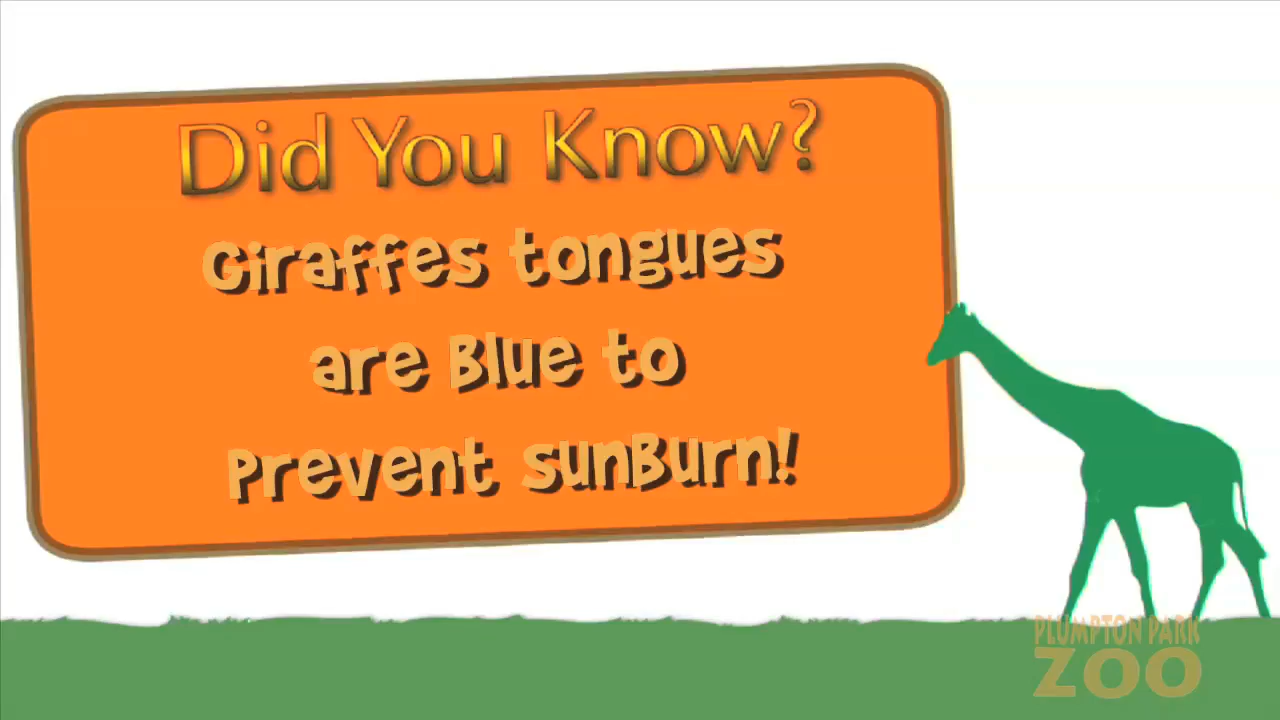 Did You Know?
Giraffes tongues
are Blue to
Prevent sunBurn!
PLUMPTON PARK
ZOO